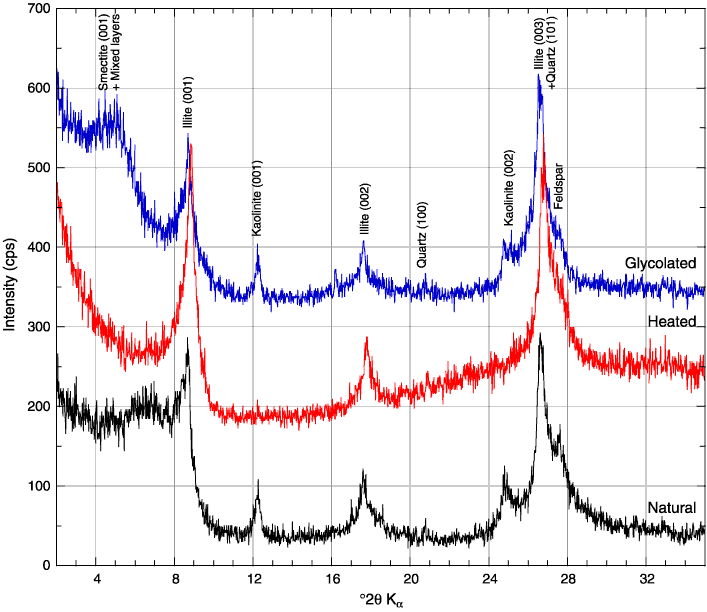 700
600
500
400
300
200
100
0
Intensity (cps)
Smectite (001)
+ Mixed layers
Illite (001)
Kaolinite (001)
Illite (002)
Quartz (100)
Kaolinite (002)
Illite (003)
+Quartz (101)
Feldspar
Glycolated
Heated
Natural
4 8 12 16 20 24 28 32
°2θ Kα